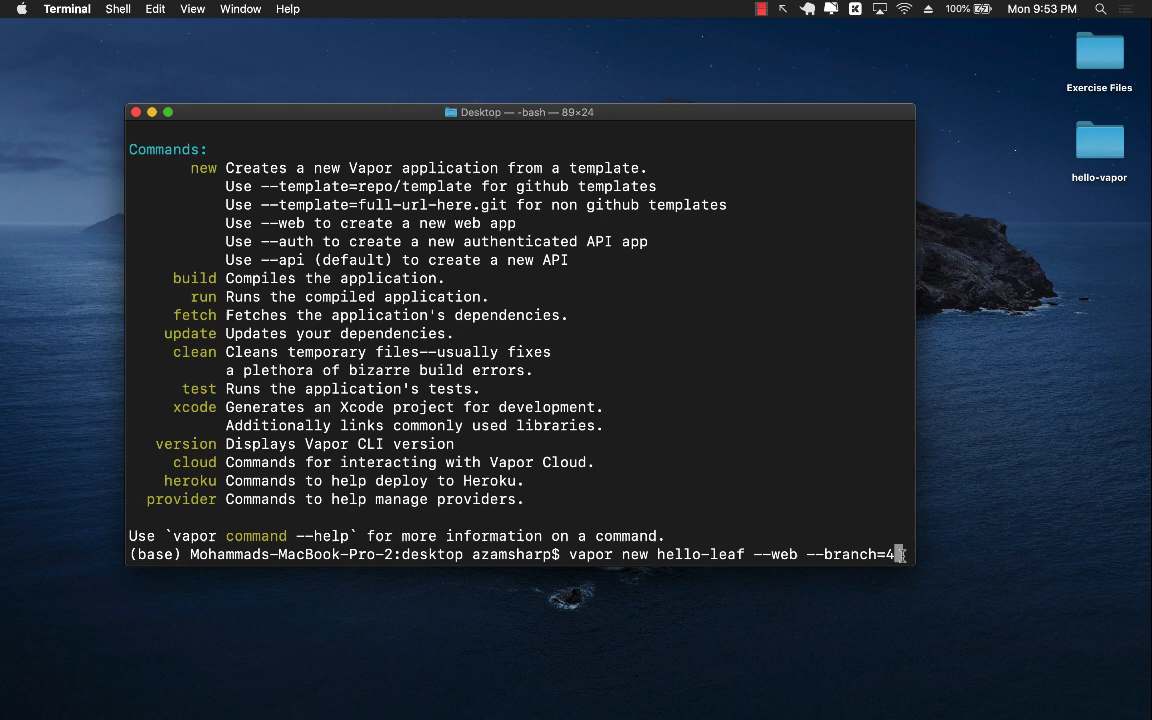 Terminal Shell Edit View Window Help 100% Mon 9:53 PM
Exercise Files
hello-vapor
Desktop — -bash — 89×24
Commands:
new Creates a new Vapor application from a template.
Use --template=repo/template for github templates
Use --template=full-url-here.git for non github templates
Use --web to create a new web app
Use --auth to create a new authenticated API app
Use --api (default) to create a new API
build Compiles the application.
run Runs the compiled application.
fetch Fetches the application's dependencies.
update Updates your dependencies.
clean Cleans temporary files--usually fixes
a plethora of bizarre build errors.
test Runs the application's tests.
xcode Generates an Xcode project for development.
Additionally links commonly used libraries.
version Displays Vapor CLI version
cloud Commands for interacting with Vapor Cloud.
heroku Commands to help deploy to Heroku.
provider Commands to help manage providers.
Use `vapor command --help` for more information on a command.
(base) Mohammads-MacBook-Pro-2:desktop azamsharp$ vapor new hello-leaf --web --branch=4